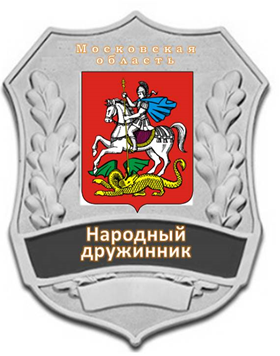 Московская
область
Народный
дружинник